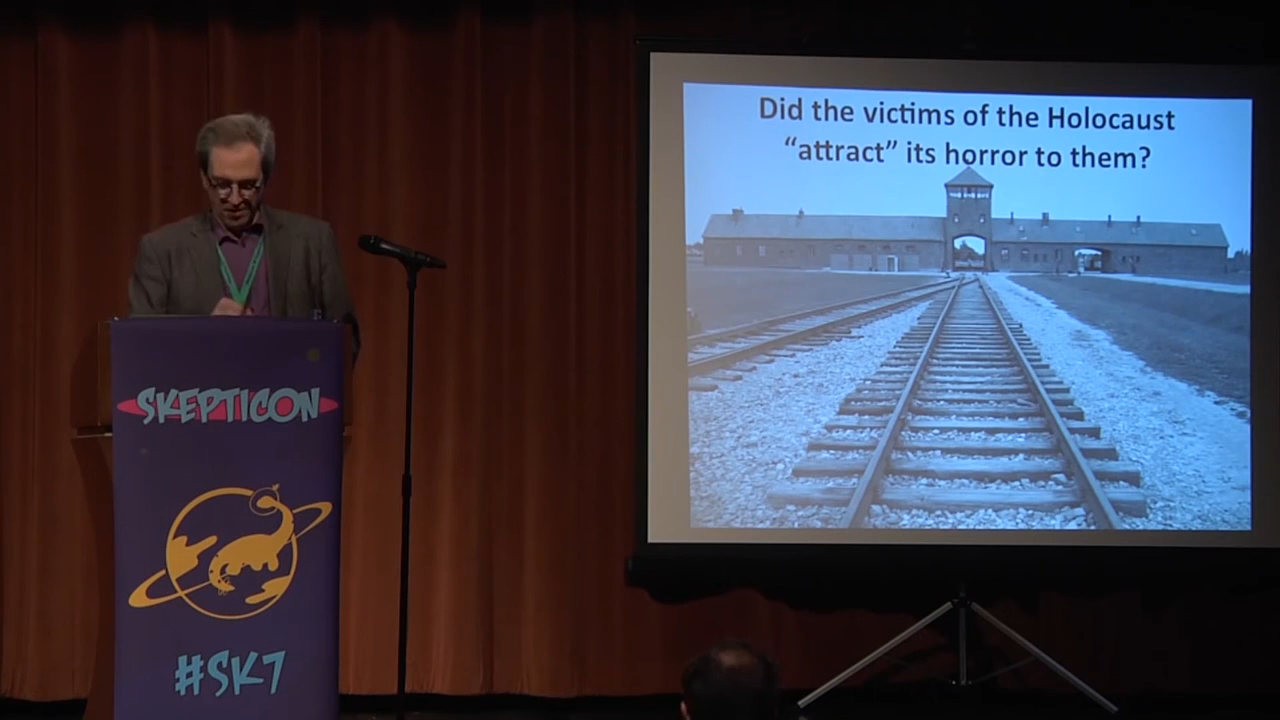 Did the victims of the Holocaust
“attract” its horror to them?
SKEPTICON
#SK7